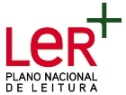 LeR+
PLANO NACIONAL
DE LEITURA